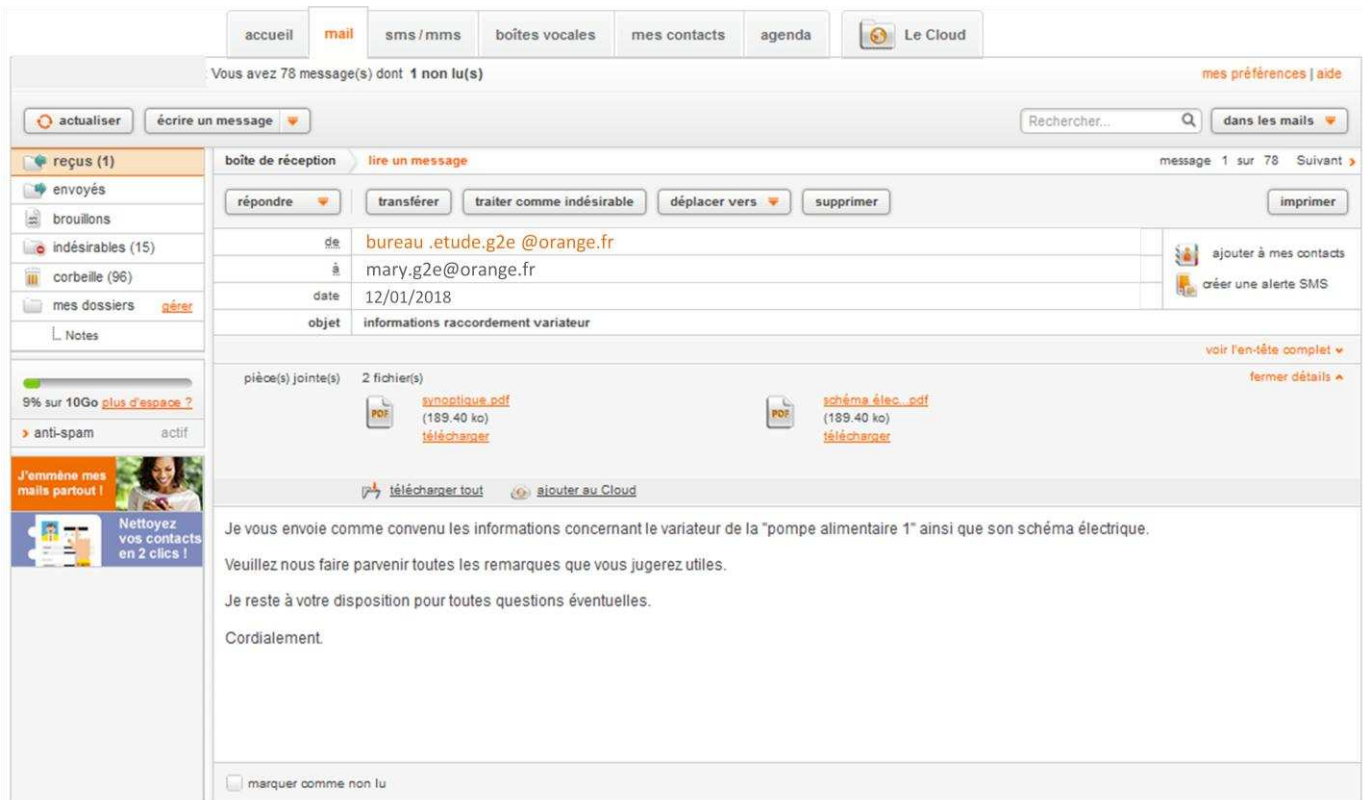 accueil mail sms/mms boîtes vocales mes contacts agenda Le Cloud
Vous avez 78 message(s) dont 1 non lu(s) mes préférences | aide
actualiser écrire un message Rechercher... dans les mails
reçus (1) boîte de réception lire un message message 1 sur 78 Suivant
envoyés
répondre transférer traiter comme indésirable déplacer vers supprimer imprimer
brouillons
indésirables (15)
de bureau .etude.g2e @orange.fr
ajouter à mes contacts
corbeille (96)
à mary.g2e@orange.fr
créer une alerte SMS
mes dossiers gérer
date 12/01/2018
Notes
objet informations raccordement variateur
voir l'en-tête complet
pièce(s) jointe(s) 2 fichier(s) fermer détails
9% sur 10Go plus d'espace ?
PDF synoptique.pdf PDF schéma élec...pdf
(189.40 ko) (189.40 ko)
télécharger télécharger
anti-spam actif
J'emmène mes
mails partout !
télécharger tout ajouter au Cloud
Nettoyez
vos contacts
en 2 clics !
Je vous envoie comme convenu les informations concernant le variateur de la "pompe alimentaire 1" ainsi que son schéma électrique.
Veuillez nous faire parvenir toutes les remarques que vous jugerez utiles.
Je reste à votre disposition pour toutes questions éventuelles.
Cordialement.
marquer comme non lu